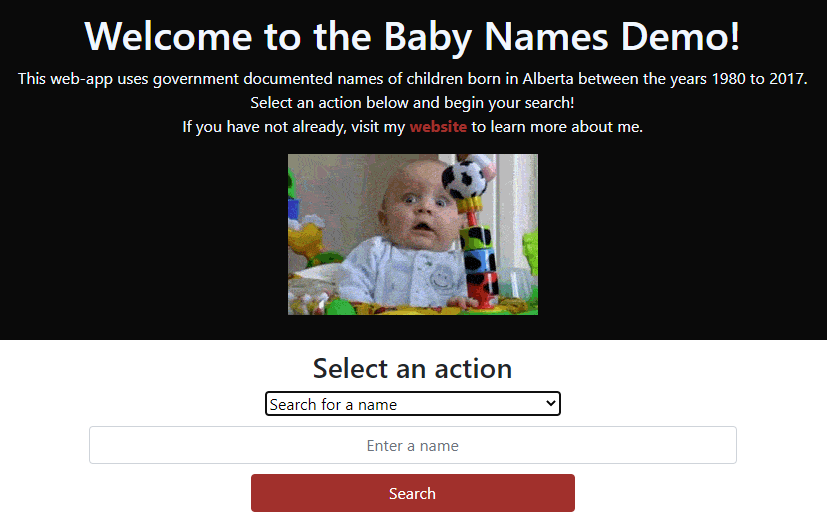 Welcome to the Baby Names Demo!
This web-app uses government documented names of children born in Alberta between the years 1980 to 2017.
Select an action below and begin your search!
If you have not already, visit my website to learn more about me.
Select an action
Search for a name
Enter a name
Search